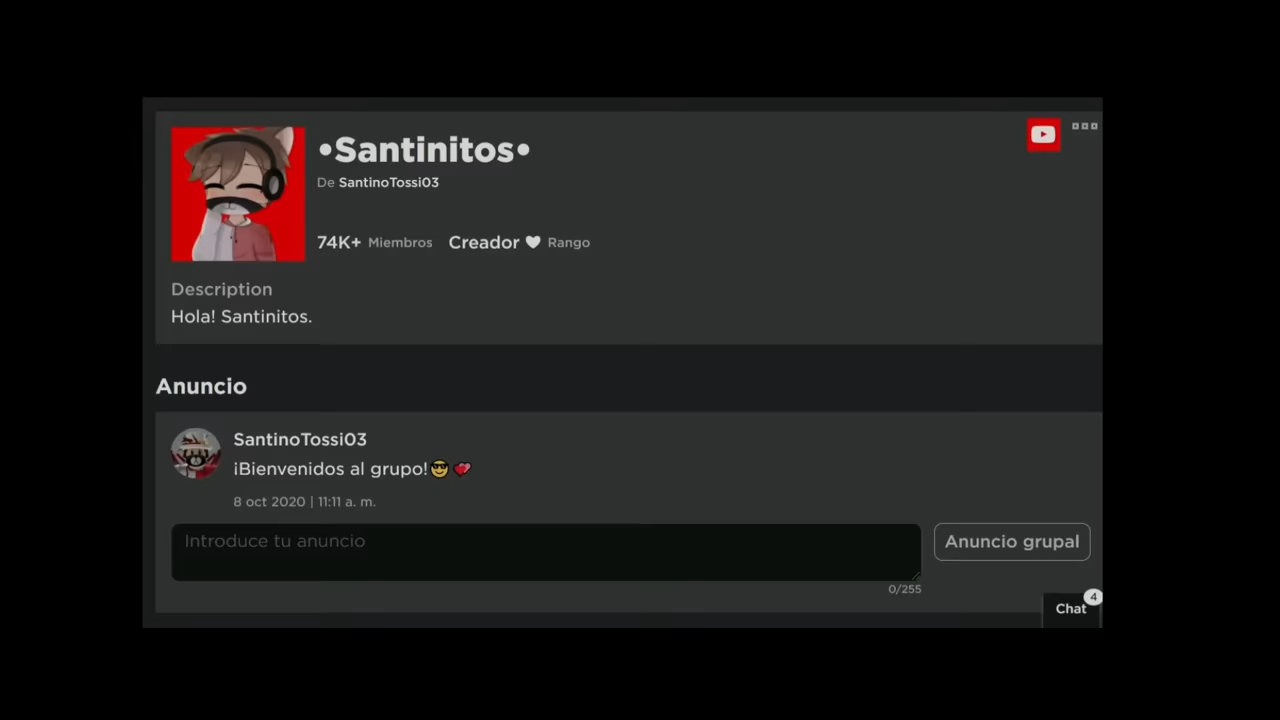 •Santinitos•
De SantinoTossi03
74K+ Miembros Creador 🤍 Rango
Description
Hola! Santinitos.
Anuncio
SantinoTossi03
¡Bienvenidos al grupo!😎💕
8 oct 2020 | 11:11 a. m.
Introduce tu anuncio
Anuncio grupal
0/255
4
Chat